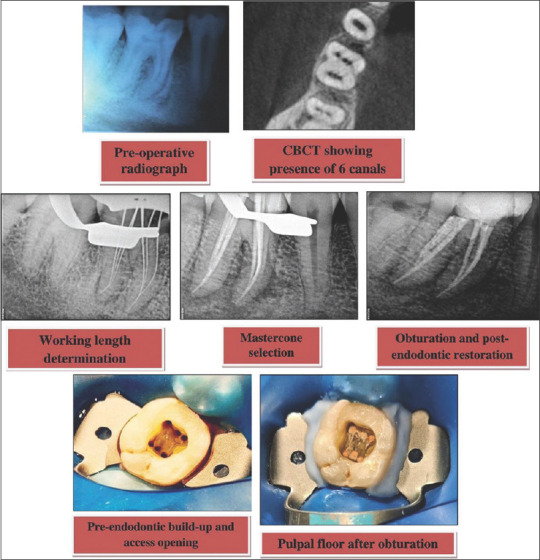 Pre-operative
radiograph
CBCT showing
presence of 6 canals
Working length
determination
Mastercone
selection
Obturation and post-
endodontic restoration
Pre-endodontic build-up and
access opening
Pulpal floor after obturation